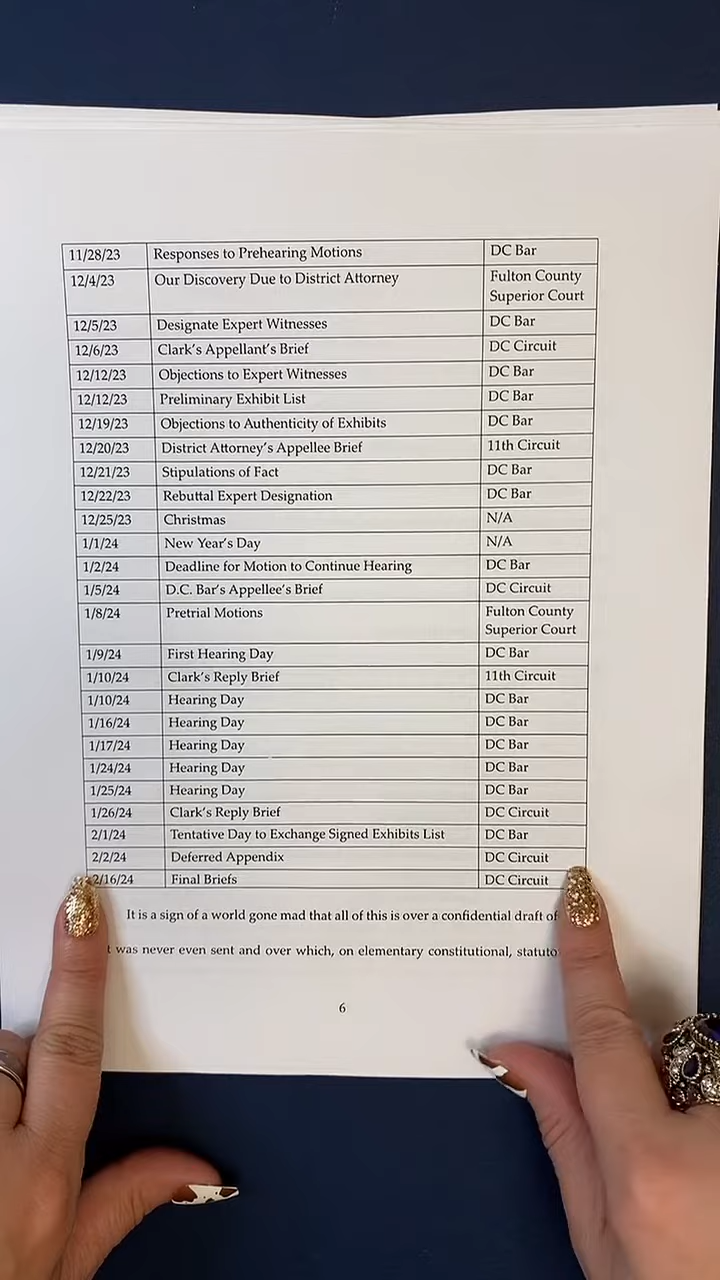 11/28/23 Responses to Prehearing Motions DC Bar
12/4/23 Our Discovery Due to District Attorney Fulton County
Superior Court
12/5/23 Designate Expert Witnesses DC Bar
12/6/23 Clark's Appellant's Brief DC Circuit
12/12/23 Objections to Expert Witnesses DC Bar
12/12/23 Preliminary Exhibit List DC Bar
12/19/23 Objections to Authenticity of Exhibits DC Bar
12/20/23 District Attorney's Appellee Brief 11th Circuit
12/21/23 Stipulations of Fact DC Bar
12/22/23 Rebuttal Expert Designation DC Bar
12/25/23 Christmas N/A
1/1/24 New Year's Day N/A
1/2/24 Deadline for Motion to Continue Hearing DC Bar
1/5/24 D.C. Bar's Appellee's Brief DC Circuit
1/8/24 Pretrial Motions Fulton County
Superior Court
1/9/24 First Hearing Day DC Bar
1/10/24 Clark's Reply Brief 11th Circuit
1/10/24 Hearing Day DC Bar
1/16/24 Hearing Day DC Bar
1/17/24 Hearing Day DC Bar
1/24/24 Hearing Day DC Bar
1/25/24 Hearing Day DC Bar
1/26/24 Clark's Reply Brief DC Circuit
2/1/24 Tentative Day to Exchange Signed Exhibits List DC Bar
2/2/24 Deferred Appendix DC Circuit
2/16/24 Final Briefs DC Circuit
It is a sign of a world gone mad that all of this is over a confidential draft of
was never even sent and over which, on elementary constitutional,
6